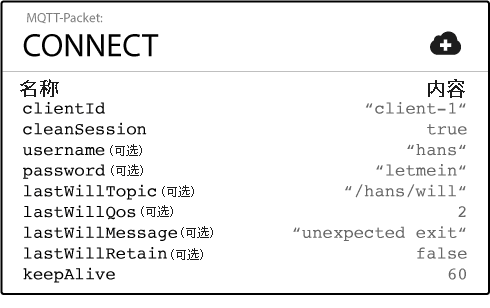 MQTT-Packet:
CONNECT
名称 内容
clientId “client-1“
cleanSession true
username(可选) “hans“
password(可选) “letmein“
lastWillTopic(可选) “/hans/will“
lastWillQos(可选) 2
lastWillMessage(可选) “unexpected exit“
lastWillRetain(可选) false
keepAlive 60